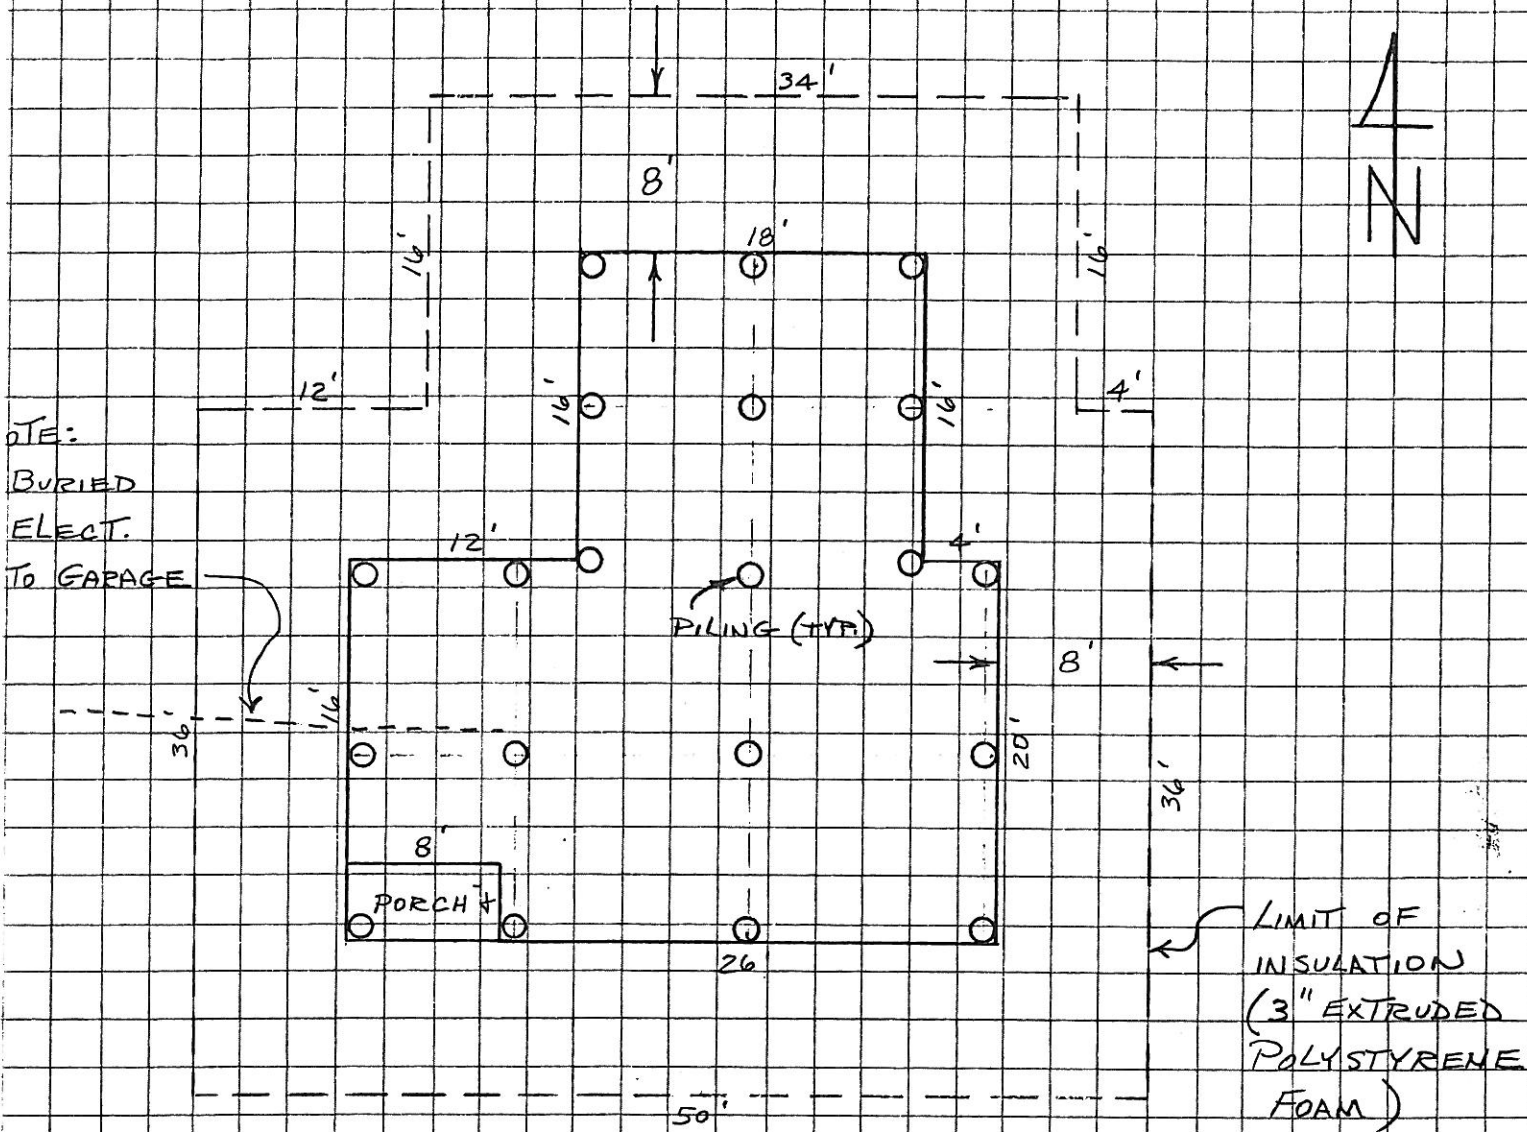 34'
8'
N
18'
16'
16'
12'
16'
16'
4'
OTE:
BURIED
ELECT.
TO GARAGE
12'
4'
PILING (TYP.)
8'
16'
36
20'
36'
8'
PORCH
26
LIMIT OF
INSULATION
(3" EXTRUDED
POLYSTYRENE
FOAM)
50'